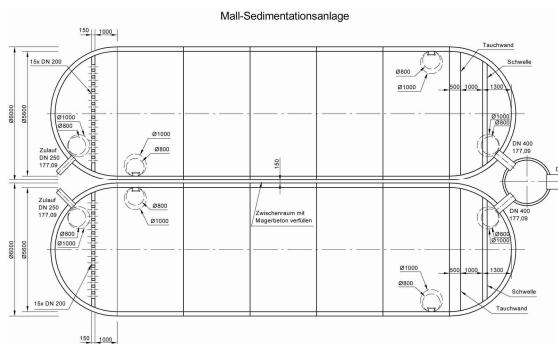 Mall-Sedimentationsanlage
150 1000
15x DN 200
Tauchwand
Schwelle
Ø800
Ø1000
500 1000 1300
Ø6000
Ø5600
Ø1000
Ø800
Ø1000
Ø800
Ø1000
Ø800
Zulauf
DN 250
177,09
150
DN 400
177,09
D
Zulauf
DN 250
177,09
Zwischenraum mit
Magerbeton verfüllen
DN 400
177,09
Ø800
Ø1000
Ø800
Ø1000
Ø800
Ø1000
Ø6000
Ø5600
Ø1000
Ø800
500 1000 1300
15x DN 200
Schwelle
Tauchwand
150 1000